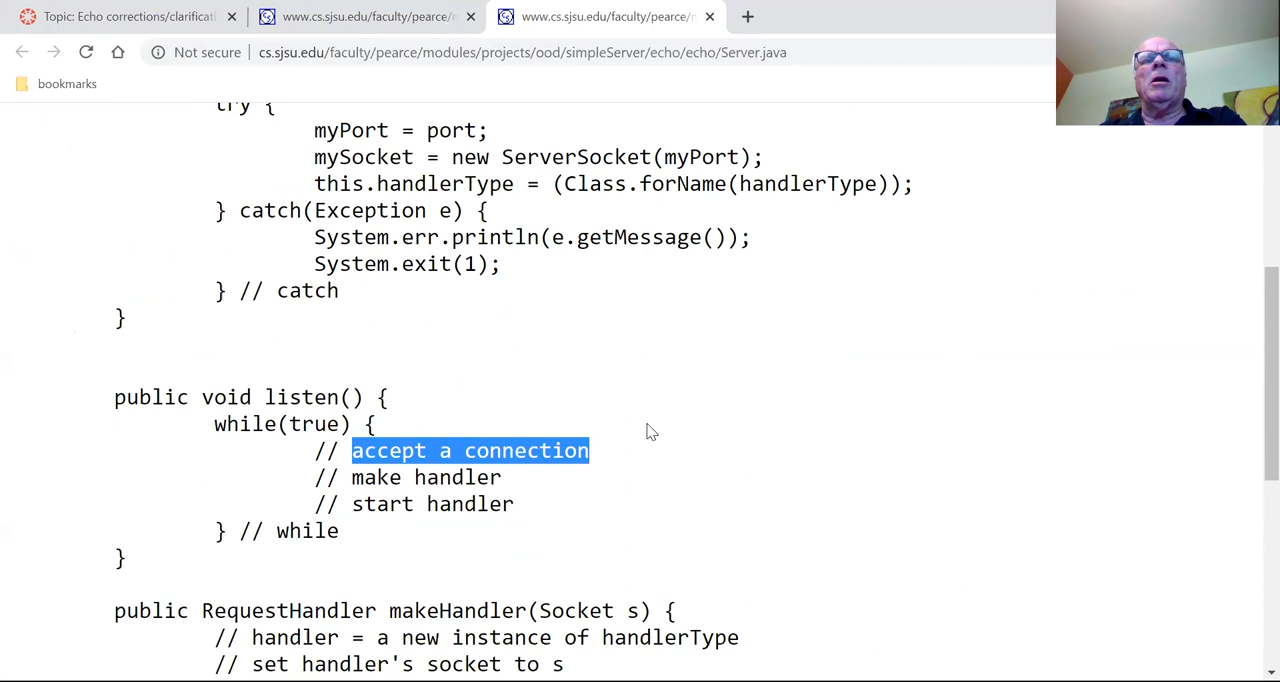 Topic: Echo corrections/clarificati
www.cs.sjsu.edu/faculty/pearce/m
www.cs.sjsu.edu/faculty/pearce/m
Not secure | cs.sjsu.edu/faculty/pearce/modules/projects/ood/simpleServer/echo/echo/Server.java
bookmarks
try {
myPort = port;
mySocket = new ServerSocket(myPort);
this.handlerType = (Class.forName(handlerType));
} catch(Exception e) {
System.err.println(e.getMessage());
System.exit(1);
} // catch
}
public void listen() {
while(true) {
// accept a connection
// make handler
// start handler
} // while
}
public RequestHandler makeHandler(Socket s) {
// handler = a new instance of handlerType
// set handler's socket to s